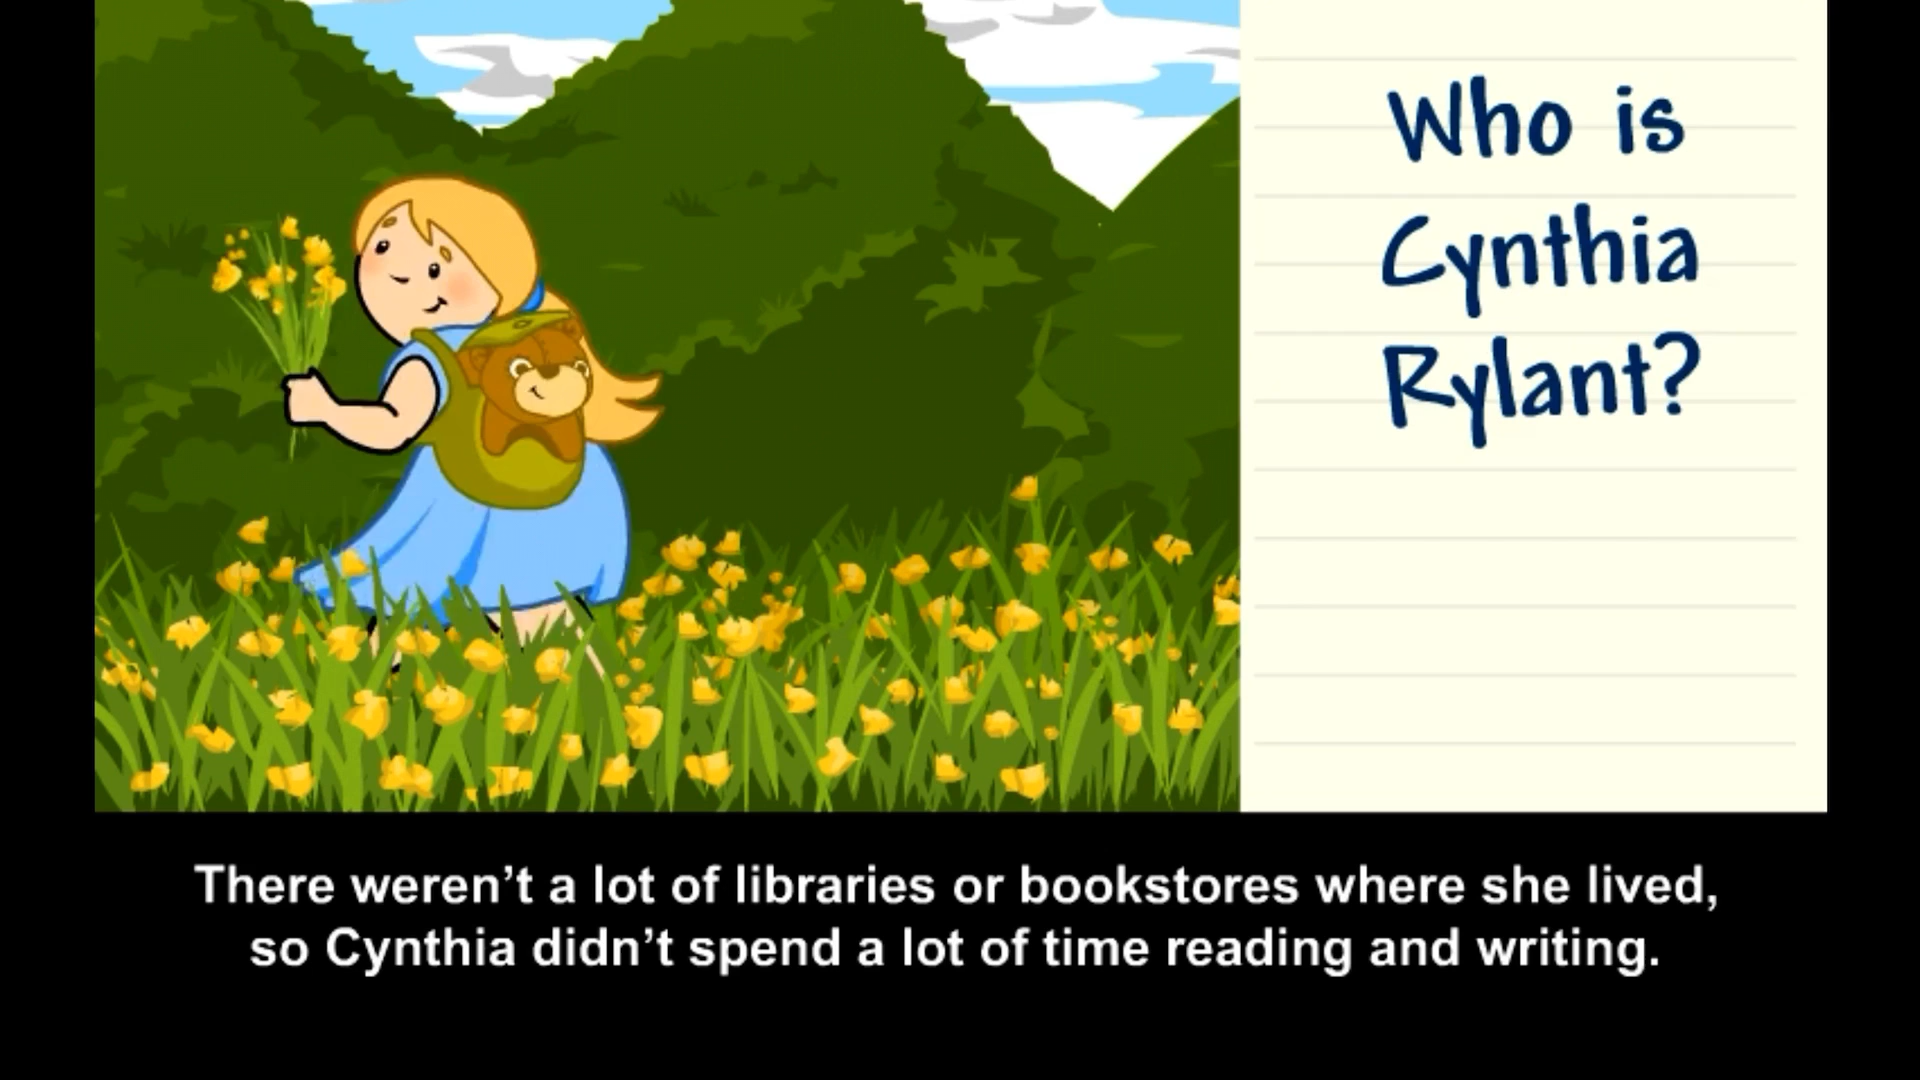 Who is
Cynthia
Rylant?
There weren’t a lot of libraries or bookstores where she lived,
so Cynthia didn’t spend a lot of time reading and writing.